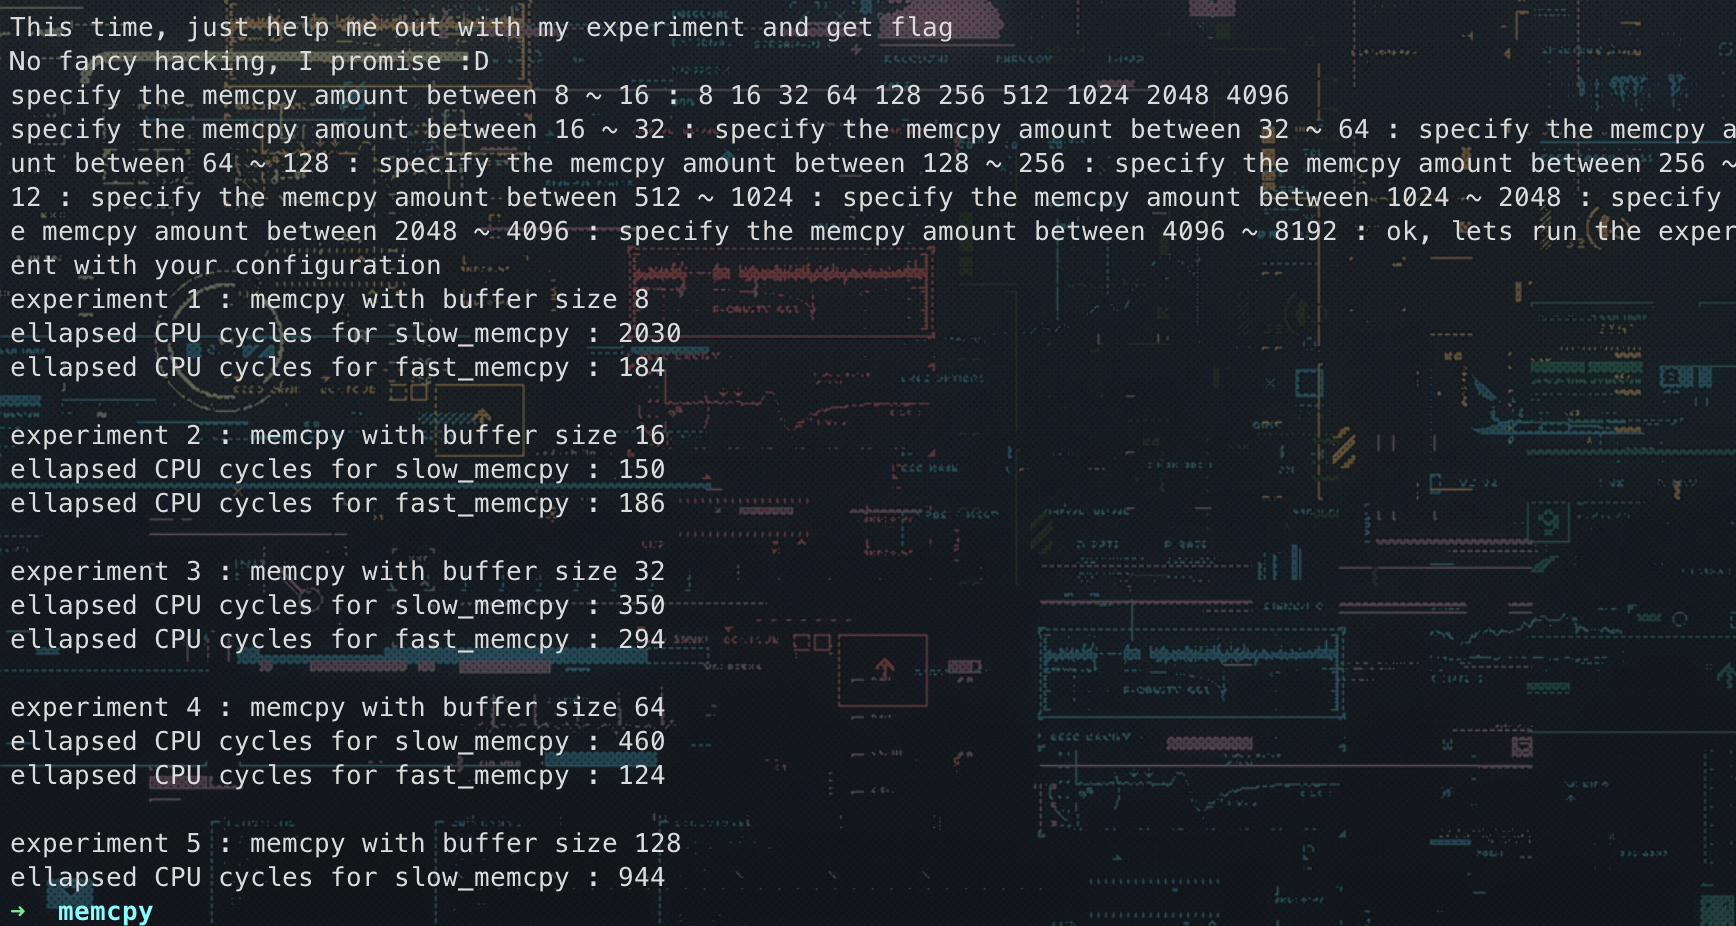 This time, just help me out with my experiment and get flag
No fancy hacking, I promise :D
specify the memcpy amount between 8 ~ 16 : 8 16 32 64 128 256 512 1024 2048 4096
specify the memcpy amount between 16 ~ 32 : specify the memcpy amount between 32 ~ 64 : specify the memcpy a
unt between 64 ~ 128 : specify the memcpy amount between 128 ~ 256 : specify the memcpy amount between 256 ~
12 : specify the memcpy amount between 512 ~ 1024 : specify the memcpy amount between 1024 ~ 2048 : specify
e memcpy amount between 2048 ~ 4096 : specify the memcpy amount between 4096 ~ 8192 : ok, lets run the exper
ent with your configuration
experiment 1 : memcpy with buffer size 8
ellapsed CPU cycles for slow_memcpy : 2030
ellapsed CPU cycles for fast_memcpy : 184
experiment 2 : memcpy with buffer size 16
ellapsed CPU cycles for slow_memcpy : 150
ellapsed CPU cycles for fast_memcpy : 186
experiment 3 : memcpy with buffer size 32
ellapsed CPU cycles for slow_memcpy : 350
ellapsed CPU cycles for fast_memcpy : 294
experiment 4 : memcpy with buffer size 64
ellapsed CPU cycles for slow_memcpy : 460
ellapsed CPU cycles for fast_memcpy : 124
experiment 5 : memcpy with buffer size 128
ellapsed CPU cycles for slow_memcpy : 944
→ memcpy